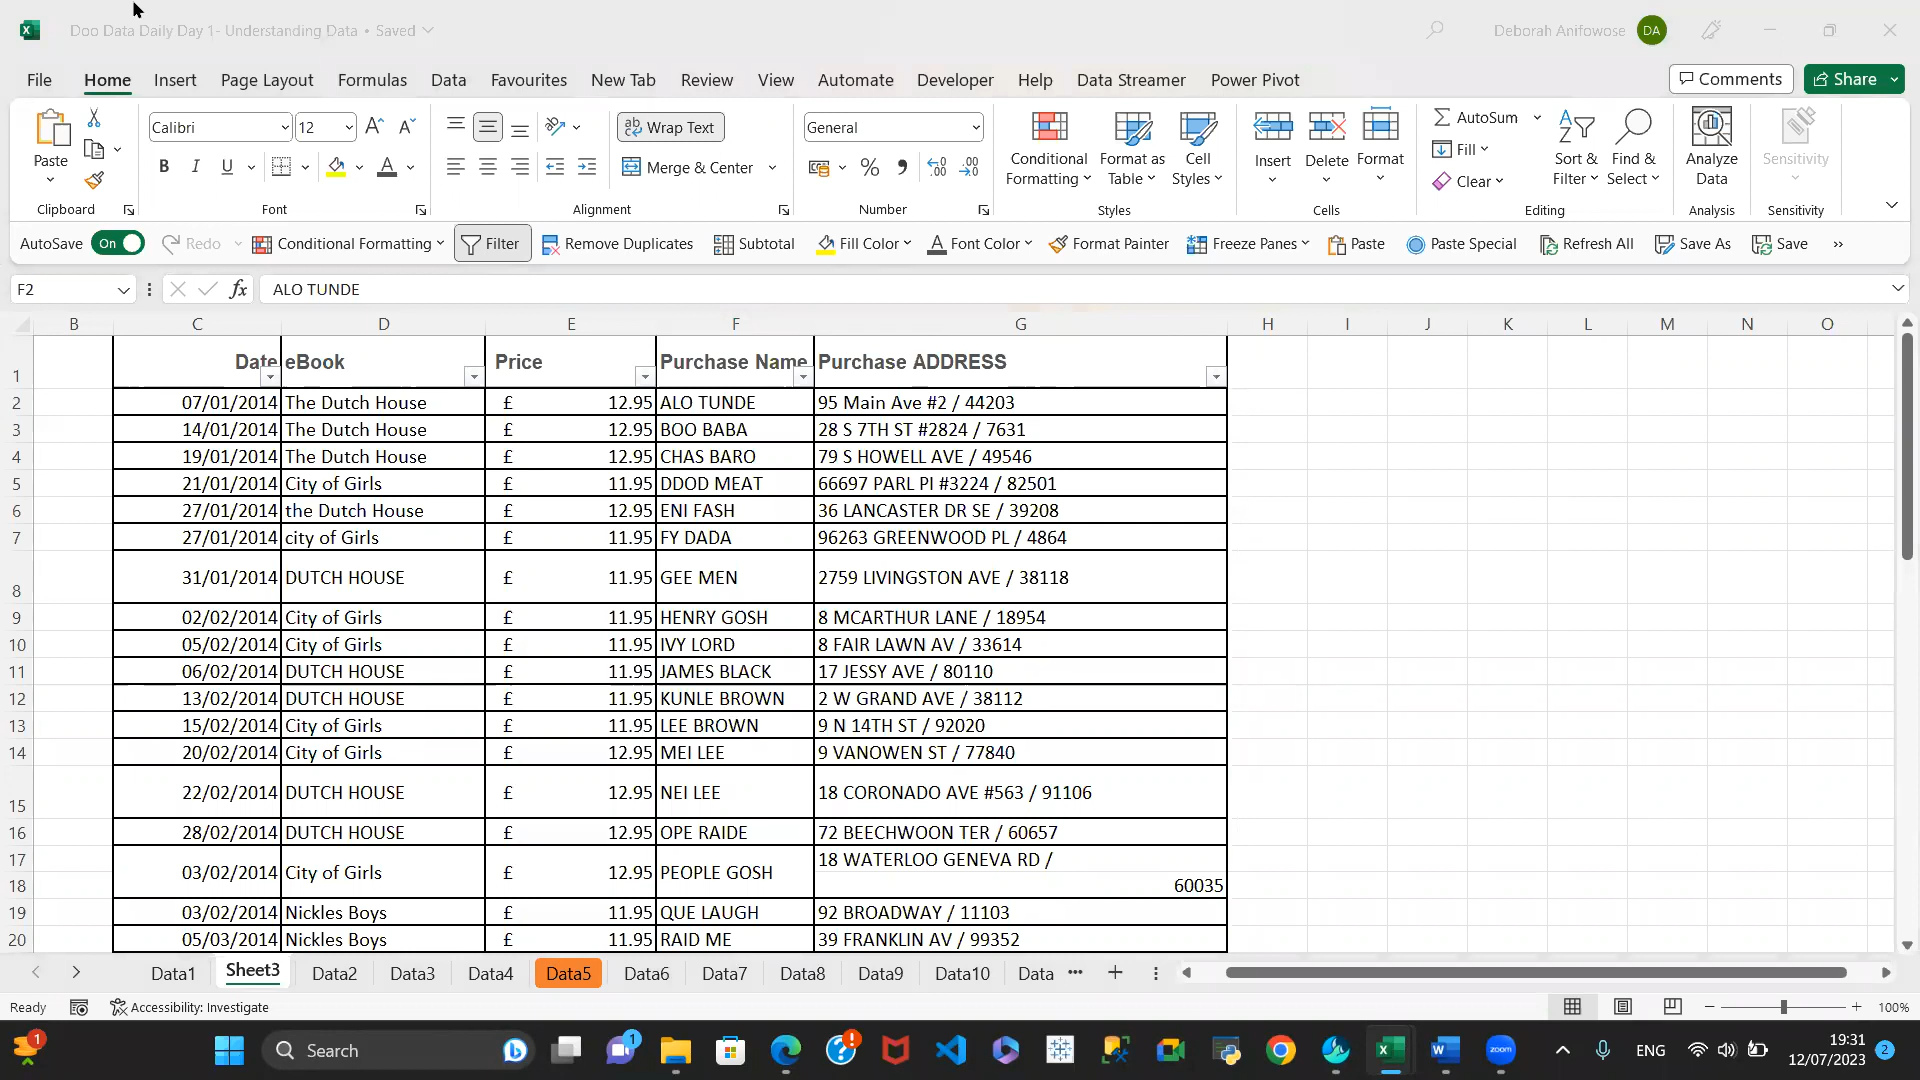 Doo Data Daily Day 1- Understanding Data • Saved
Deborah Anifowose DA
File Home Insert Page Layout Formulas Data Favourites New Tab Review View Automate Developer Help Data Streamer Power Pivot
Comments Share
Paste
Calibri 12
B I U
Wrap Text
Merge & Center
General
Conditional Formatting
Format as Table
Cell Styles
Insert Delete Format
AutoSum
Fill
Clear
Sort & Filter
Find & Select
Analyze Data
Sensitivity
Clipboard Font Alignment Number Styles Cells Editing Analysis Sensitivity
AutoSave On Redo Conditional Formatting Filter Remove Duplicates Subtotal Fill Color Font Color Format Painter Freeze Panes Paste Paste Special Refresh All Save As Save
F2 fx ALO TUNDE
B C D E F G H I J K L M N O
1 Date eBook Price Purchase Name Purchase ADDRESS
2 07/01/2014 The Dutch House £ 12.95 ALO TUNDE 95 Main Ave #2 / 44203
3 14/01/2014 The Dutch House £ 12.95 BOO BABA 28 S 7TH ST #2824 / 7631
4 19/01/2014 The Dutch House £ 12.95 CHAS BARO 79 S HOWELL AVE / 49546
5 21/01/2014 City of Girls £ 11.95 DDOD MEAT 66697 PARL PI #3224 / 82501
6 27/01/2014 the Dutch House £ 12.95 ENI FASH 36 LANCASTER DR SE / 39208
7 27/01/2014 city of Girls £ 11.95 FY DADA 96263 GREENWOOD PL / 4864
8 31/01/2014 DUTCH HOUSE £ 11.95 GEE MEN 2759 LIVINGSTON AVE / 38118
9 02/02/2014 City of Girls £ 11.95 HENRY GOSH 8 MCARTHUR LANE / 18954
10 05/02/2014 City of Girls £ 11.95 IVY LORD 8 FAIR LAWN AV / 33614
11 06/02/2014 DUTCH HOUSE £ 11.95 JAMES BLACK 17 JESSY AVE / 80110
12 13/02/2014 DUTCH HOUSE £ 11.95 KUNLE BROWN 2 W GRAND AVE / 38112
13 15/02/2014 City of Girls £ 11.95 LEE BROWN 9 N 14TH ST / 92020
14 20/02/2014 City of Girls £ 12.95 MEI LEE 9 VANOWEN ST / 77840
15 22/02/2014 DUTCH HOUSE £ 12.95 NEI LEE 18 CORONADO AVE #563 / 91106
16 28/02/2014 DUTCH HOUSE £ 12.95 OPE RAIDE 72 BEECHWOON TER / 60657
17 18 WATERLOO GENEVA RD /
18 03/02/2014 City of Girls £ 12.95 PEOPLE GOSH 60035
19 03/02/2014 Nickles Boys £ 11.95 QUE LAUGH 92 BROADWAY / 11103
20 05/03/2014 Nickles Boys £ 11.95 RAID ME 39 FRANKLIN AV / 99352
Data1 Sheet3 Data2 Data3 Data4 Data5 Data6 Data7 Data8 Data9 Data10 Data
Ready Accessibility: Investigate 100%
1 Search 1 zoom ENG 19:31
12/07/2023 2